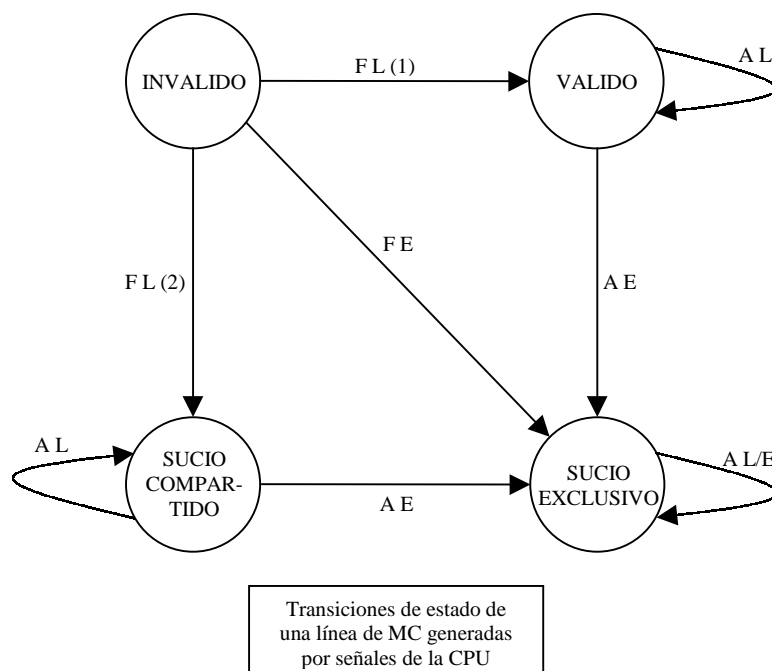 F L (1)
A L
INVALIDO
VALIDO
F E
F L (2)
A E
A L
SUCIO
COMPAR-
TIDO
A E
SUCIO
EXCLUSIVO
A L/E
Transiciones de estado de
una línea de MC generadas
por señales de la CPU